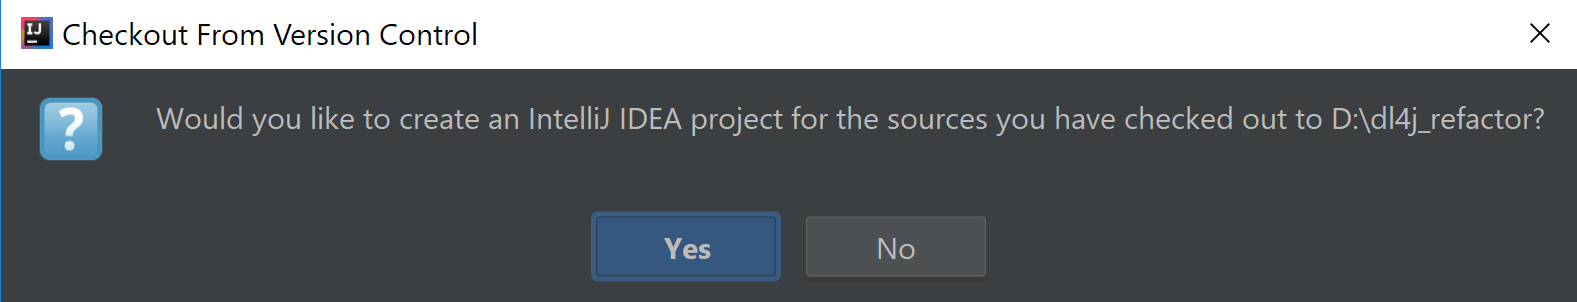 IJ
Checkout From Version Control
?
Would you like to create an IntelliJ IDEA project for the sources you have checked out to D:\dl4j_refactor?
Yes
No